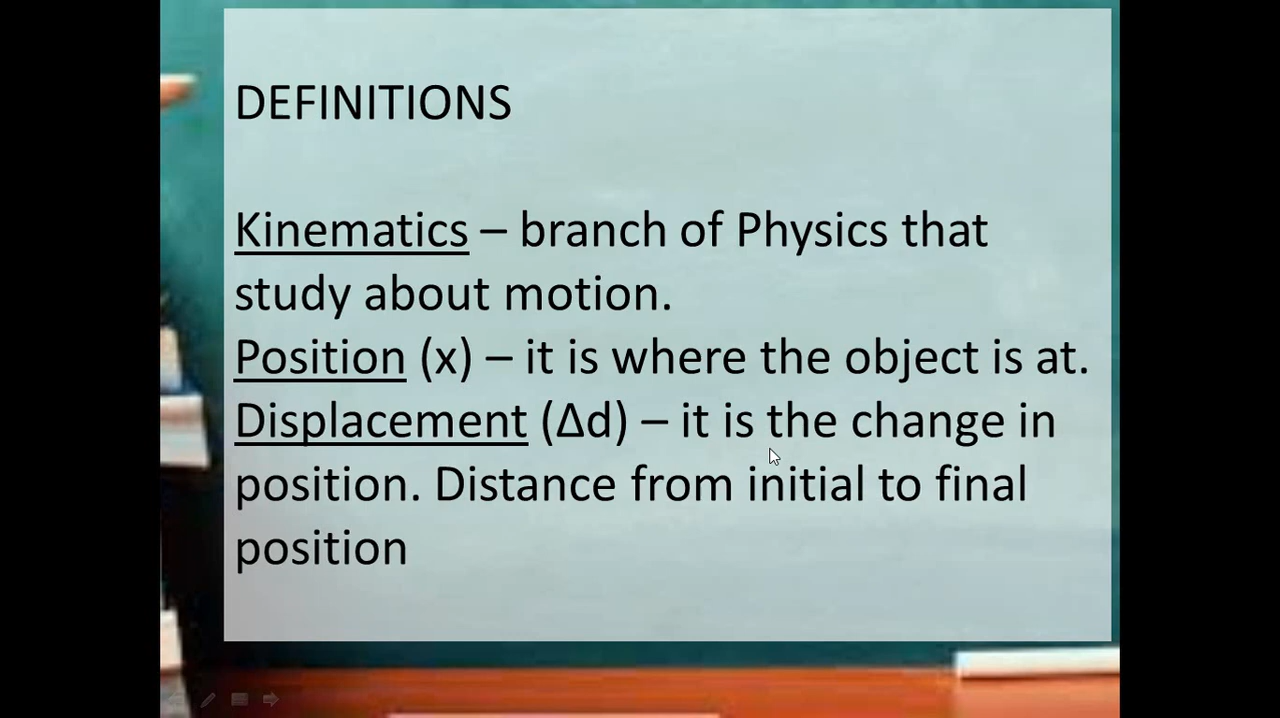 DEFINITIONS
Kinematics – branch of Physics that
study about motion.
Position (x) – it is where the object is at.
Displacement (Δd) – it is the change in
position. Distance from initial to final
position